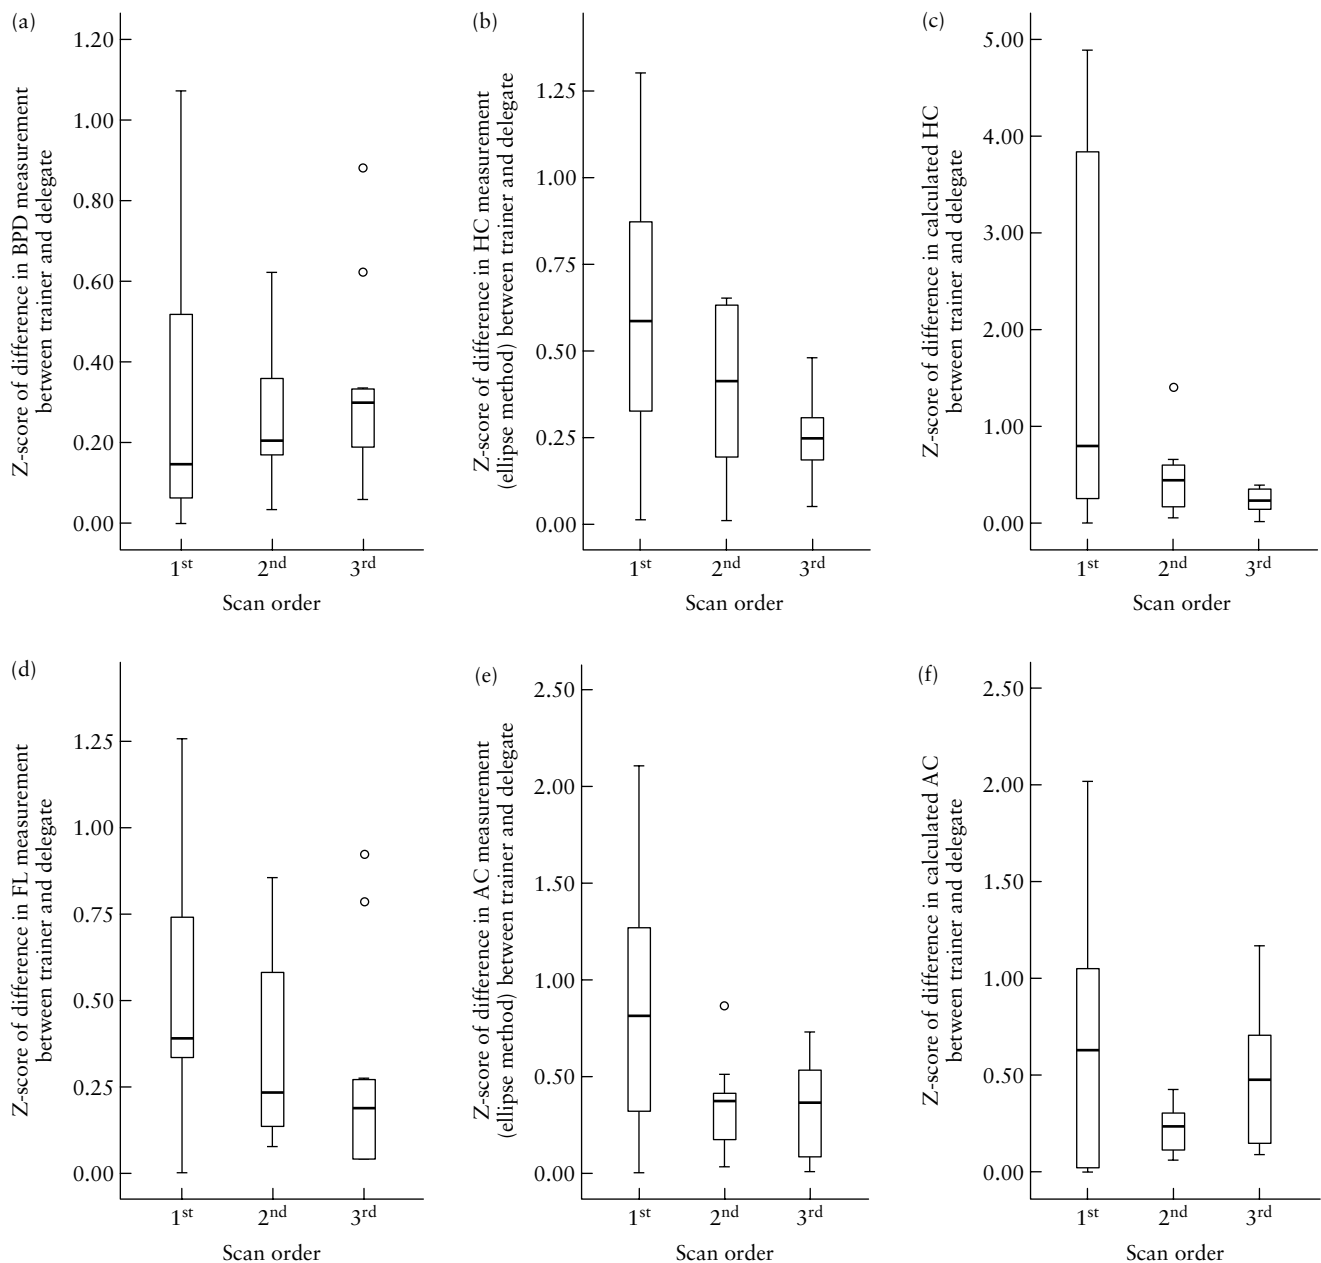 (a)
Z-score of difference in BPD measurement
between trainer and delegate
1.20
1.00
0.80
0.60
0.40
0.20
0.00
1st 2nd 3rd
Scan order
(b)
Z-score of difference in HC measurement
(ellipse method) between trainer and delegate
1.25
1.00
0.75
0.50
0.25
0.00
1st 2nd 3rd
Scan order
(c)
Z-score of difference in calculated HC
between trainer and delegate
5.00
4.00
3.00
2.00
1.00
0.00
1st 2nd 3rd
Scan order
(d)
Z-score of difference in FL measurement
between trainer and delegate
1.25
1.00
0.75
0.50
0.25
0.00
1st 2nd 3rd
Scan order
(e)
Z-score of difference in AC measurement
(ellipse method) between trainer and delegate
2.50
2.00
1.50
1.00
0.50
0.00
1st 2nd 3rd
Scan order
(f)
Z-score of difference in calculated AC
between trainer and delegate
2.50
2.00
1.50
1.00
0.50
0.00
1st 2nd 3rd
Scan order